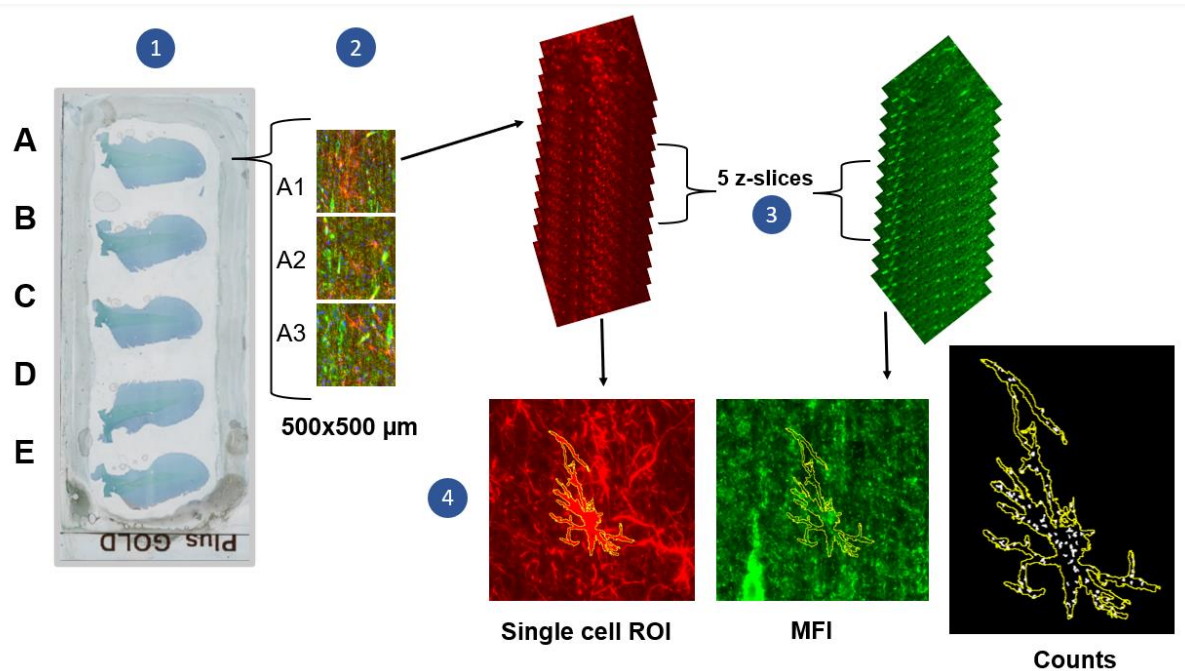 1
2
A
B
C
D
E
A1
A2
A3
500x500 µm
5 z-slices
3
4
Plus GOLD
Single cell ROI
MFI
Counts